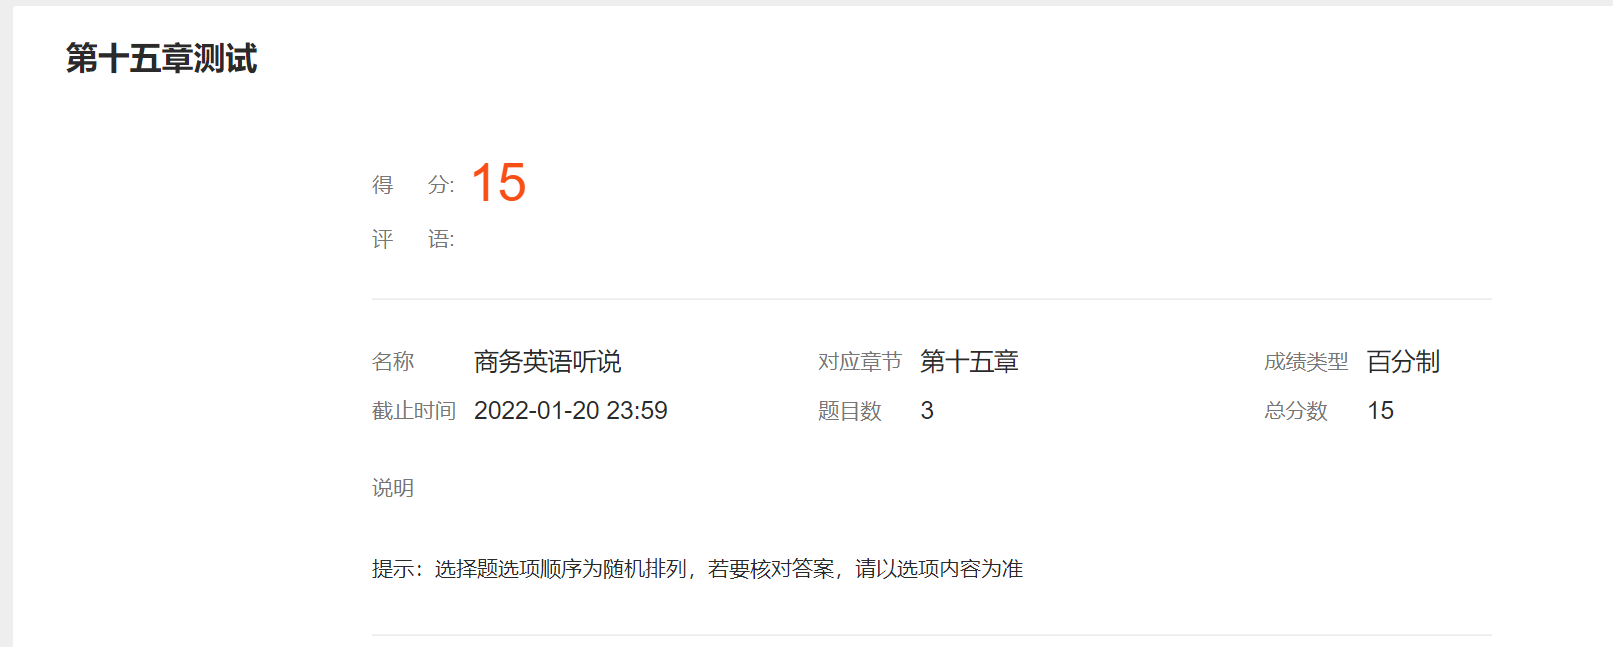 第十五章测试
得 分: 15
评 语:
名称 商务英语听说 对应章节 第十五章 成绩类型 百分制
截止时间 2022-01-20 23:59 题目数 3 总分数 15
说明
提示：选择题选项顺序为随机排列，若要核对答案，请以选项内容为准